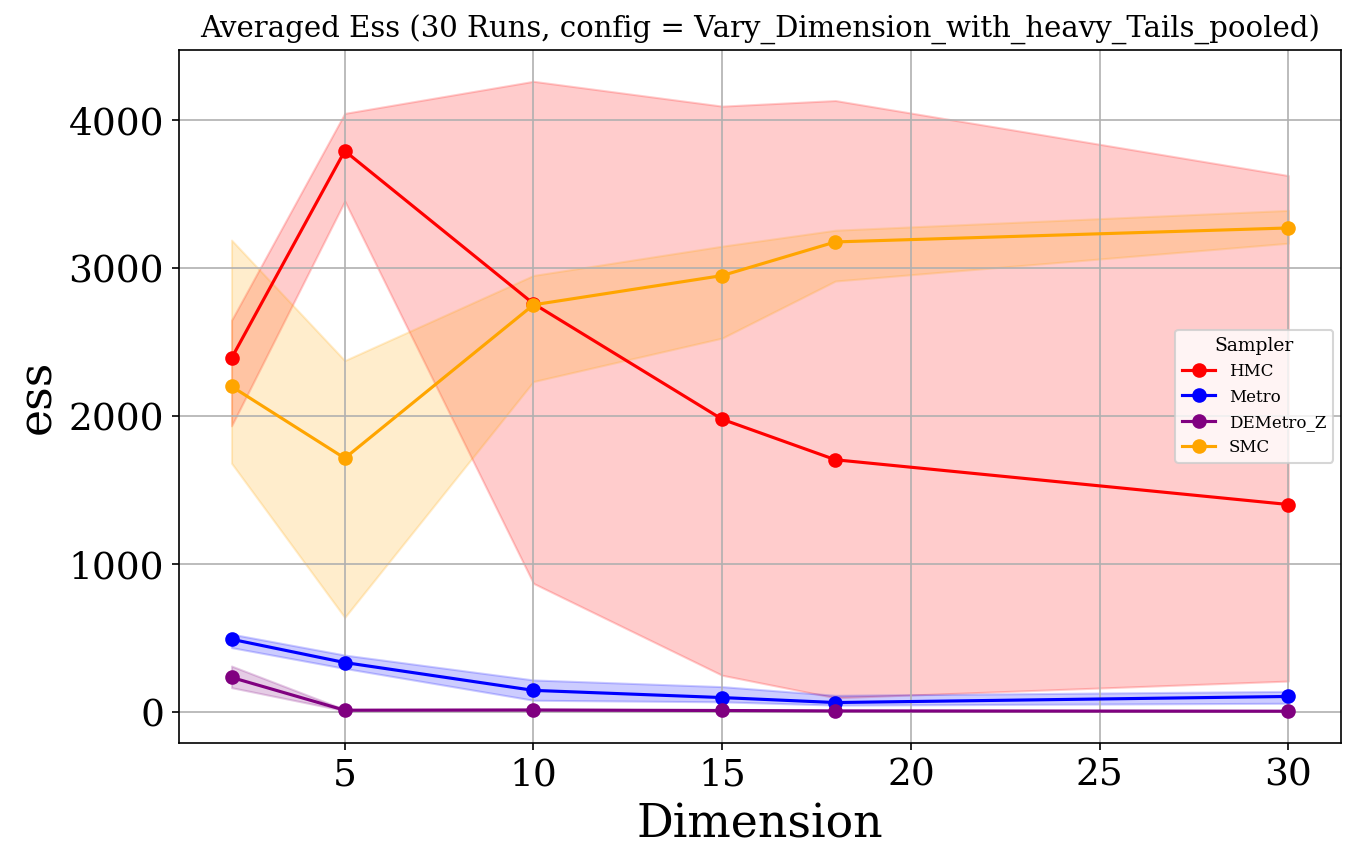 Averaged Ess (30 Runs, config = Vary_Dimension_with_heavy_Tails_pooled)
ess
4000
3000
2000
1000
0
Sampler
HMC
Metro
DEMetro_Z
SMC
5
10
15
20
25
30
Dimension